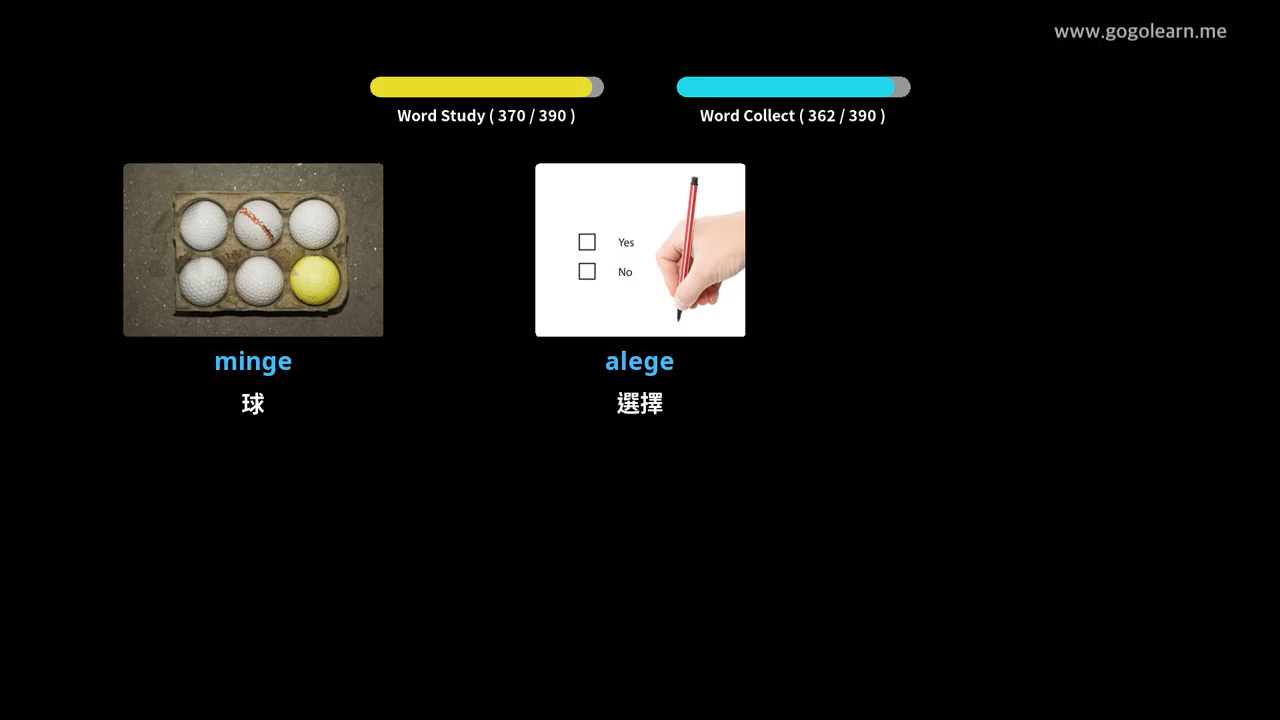 www.gogolearn.me
Word Study ( 370 / 390 )
Word Collect ( 362 / 390 )
Yes
No
minge
alege
球
選擇